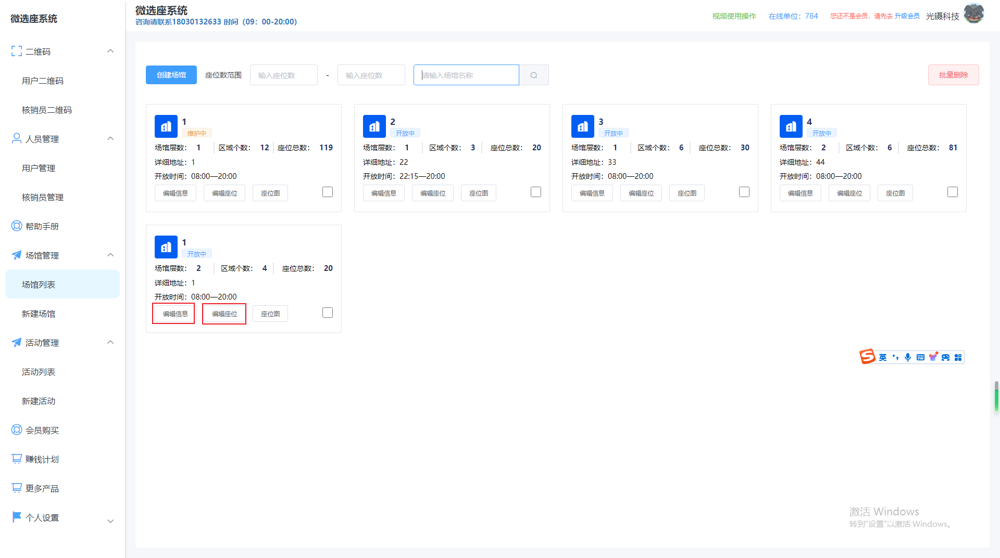 微选座系统
二维码
用户二维码
核销员二维码
人员管理
用户管理
核销员管理
帮助手册
场馆管理
场馆列表
新建场馆
活动管理
活动列表
新建活动
会员购买
赚钱计划
更多产品
个人设置
微选座系统
咨询请联系18030132633 时间（09：00-20:00）
视频使用操作 在线单位：784 您还不是会员，请先去 升级会员 光镊科技
创建场馆 座位数范围 输入座位数 - 输入座位数 请输入场馆名称 批量删除
1
维护中
场馆层数： 1 区域个数： 12 座位总数： 119
详细地址：1
开放时间：08:00—20:00
编辑信息 编辑座位 座位图
2
开放中
场馆层数： 1 区域个数： 3 座位总数： 20
详细地址：22
开放时间：22:15—20:00
编辑信息 编辑座位 座位图
3
开放中
场馆层数： 1 区域个数： 6 座位总数： 30
详细地址：33
开放时间：08:00—20:00
编辑信息 编辑座位 座位图
4
开放中
场馆层数： 2 区域个数： 6 座位总数： 81
详细地址：44
开放时间：08:00—20:00
编辑信息 编辑座位 座位图
1
开放中
场馆层数： 2 区域个数： 4 座位总数： 20
详细地址：1
开放时间：08:00—20:00
编辑信息 编辑座位 座位图
S 英
激活 Windows
转到“设置”以激活 Windows。